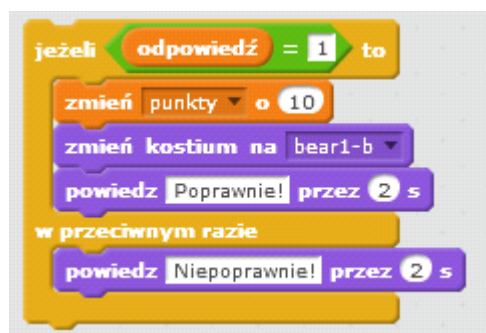 jeżeli odpowiedź = 1 to
zmień punkty o 10
zmień kostium na bear1-b
powiedz Poprawnie! przez 2 s
w przeciwnym razie
powiedz Niepoprawnie! przez 2 s